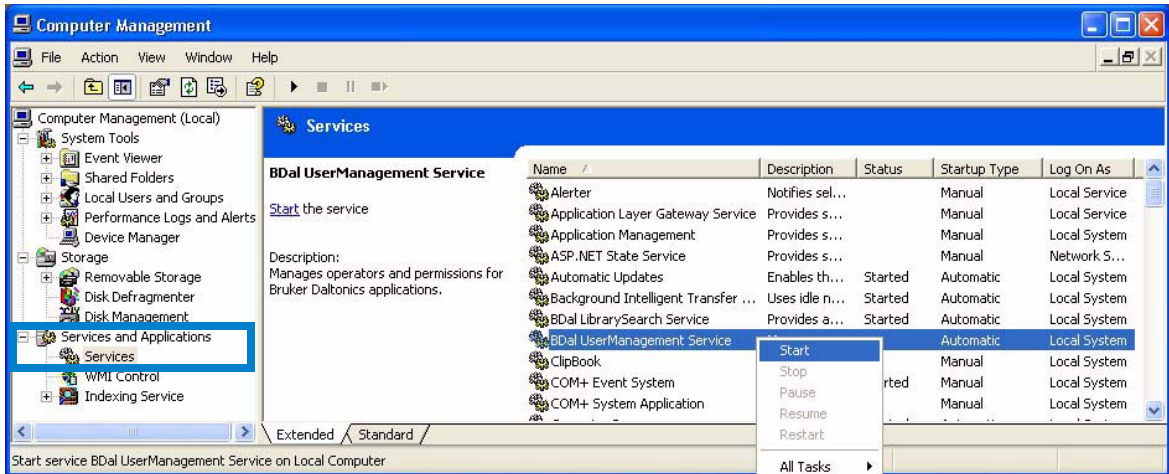 Computer Management
File Action View Window Help
Computer Management (Local)
System Tools
Event Viewer
Shared Folders
Local Users and Groups
Performance Logs and Alerts
Device Manager
Storage
Removable Storage
Disk Defragmenter
Disk Management
Services and Applications
Services
WMI Control
Indexing Service
Services
BDal UserManagement Service
Start the service
Description:
Manages operators and permissions for
Bruker Daltonics applications.
Name Description Status Startup Type Log On As
Alerter Notifies sel... Manual Local Service
Application Layer Gateway Service Provides s... Manual Local Service
Application Management Provides s... Manual Local System
ASP.NET State Service Provides s... Manual Network S...
Automatic Updates Enables th... Started Automatic Local System
Background Intelligent Transfer ... Uses idle n... Started Automatic Local System
BDal LibrarySearch Service Provides a... Started Automatic Local System
BDal UserManagement Service Automatic Local System
ClipBook Manual Local System
COM+ Event System Manual Local System
COM+ System Application Manual Local System
Start
Stop
Pause
Resume
Restart
All Tasks
Extended Standard
Start service BDal UserManagement Service on Local Computer